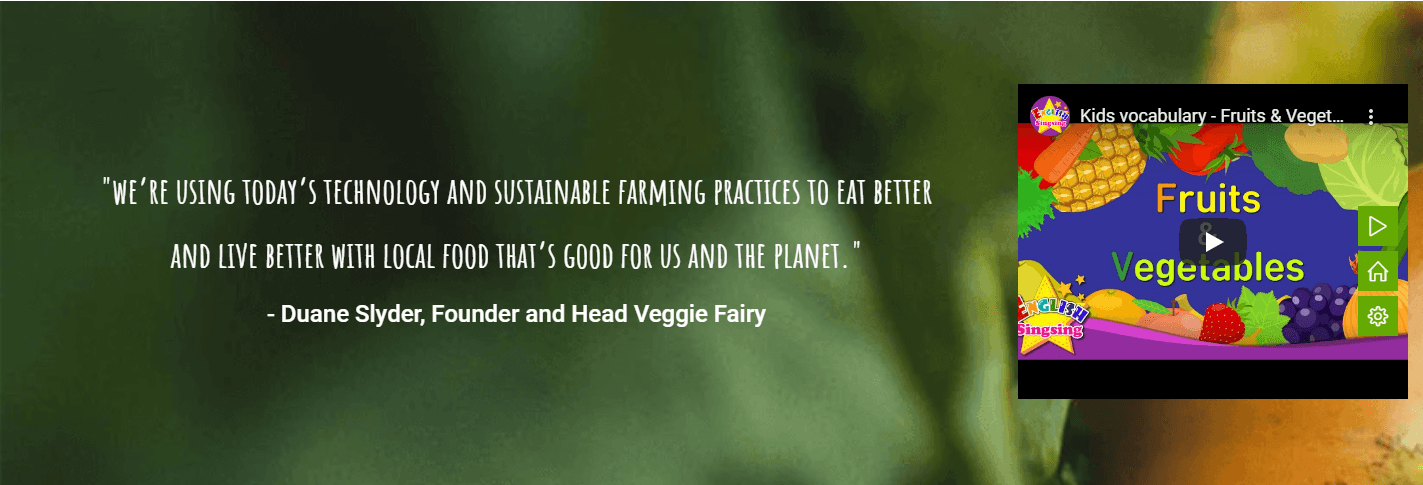 "WE'RE USING TODAY'S TECHNOLOGY AND SUSTAINABLE FARMING PRACTICES TO EAT BETTER
AND LIVE BETTER WITH LOCAL FOOD THAT'S GOOD FOR US AND THE PLANET."
- Duane Slyder, Founder and Head Veggie Fairy
ENGLISH
Singsing
Kids vocabulary - Fruits & Veget...
Fruits
&
Vegetables
ENGLISH
Singsing